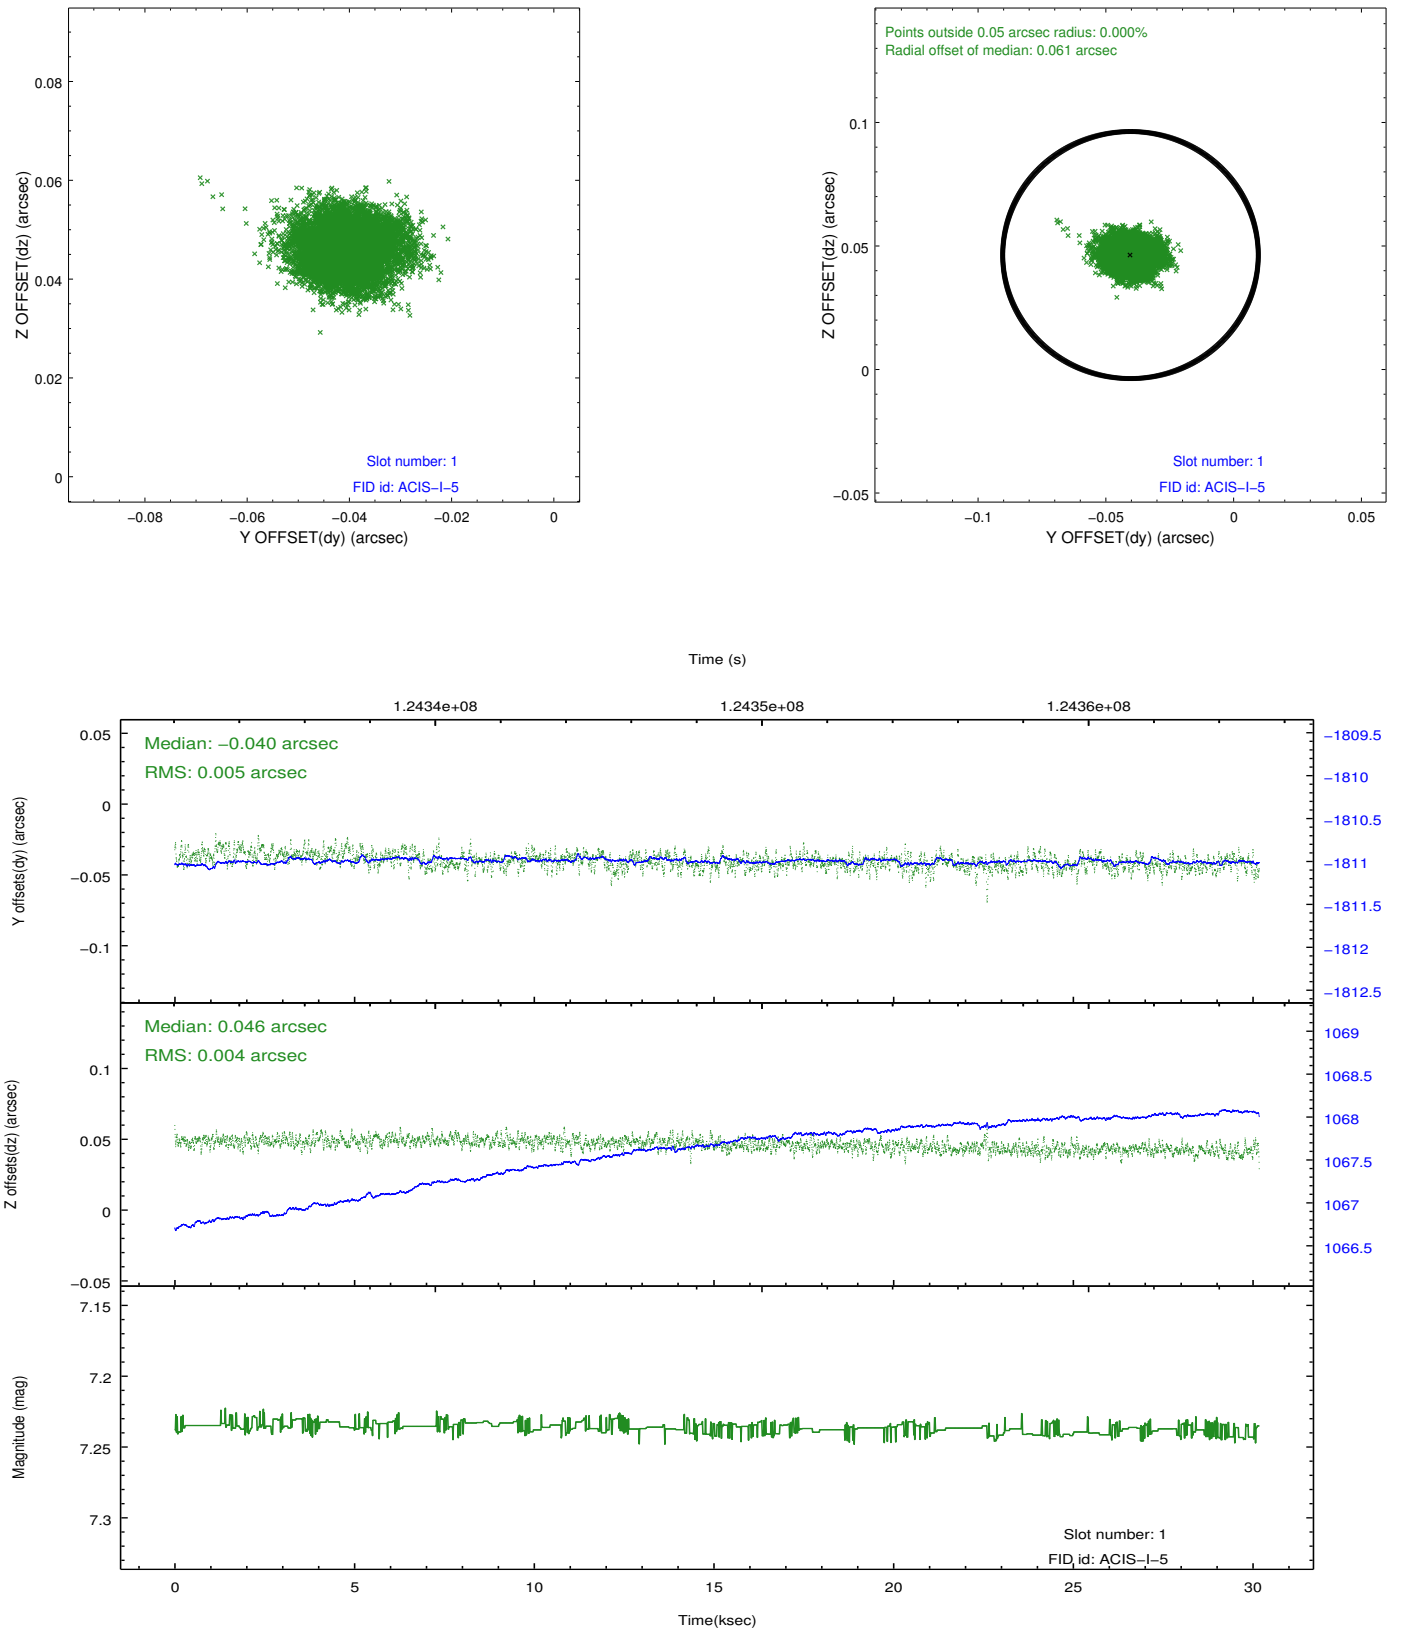 0.08
0.06
0.04
0.02
0
Z OFFSET(dz) (arcsec)
Slot number: 1
FID id: ACIS−I−5
−0.08 −0.06 −0.04 −0.02 0
Y OFFSET(dy) (arcsec)
Points outside 0.05 arcsec radius: 0.000%
Radial offset of median: 0.061 arcsec
0.1
0.05
0
−0.05
Z OFFSET(dz) (arcsec)
Slot number: 1
FID id: ACIS−I−5
−0.1 −0.05 0 0.05
Y OFFSET(dy) (arcsec)
Time (s)
1.2434e+08 1.2435e+08 1.2436e+08
Median: −0.040 arcsec
RMS: 0.005 arcsec
0.05
0
−0.05
−0.1
Y offsets(dy) (arcsec)
−1809.5
−1810
−1810.5
−1811
−1811.5
−1812
−1812.5
Median: 0.046 arcsec
RMS: 0.004 arcsec
0.1
0.05
0
−0.05
Z offsets(dz) (arcsec)
1069
1068.5
1068
1067.5
1067
1066.5
7.15
7.2
7.25
7.3
Magnitude (mag)
Slot number: 1
FID id: ACIS−I−5
0 5 10 15 20 25 30
Time(ksec)